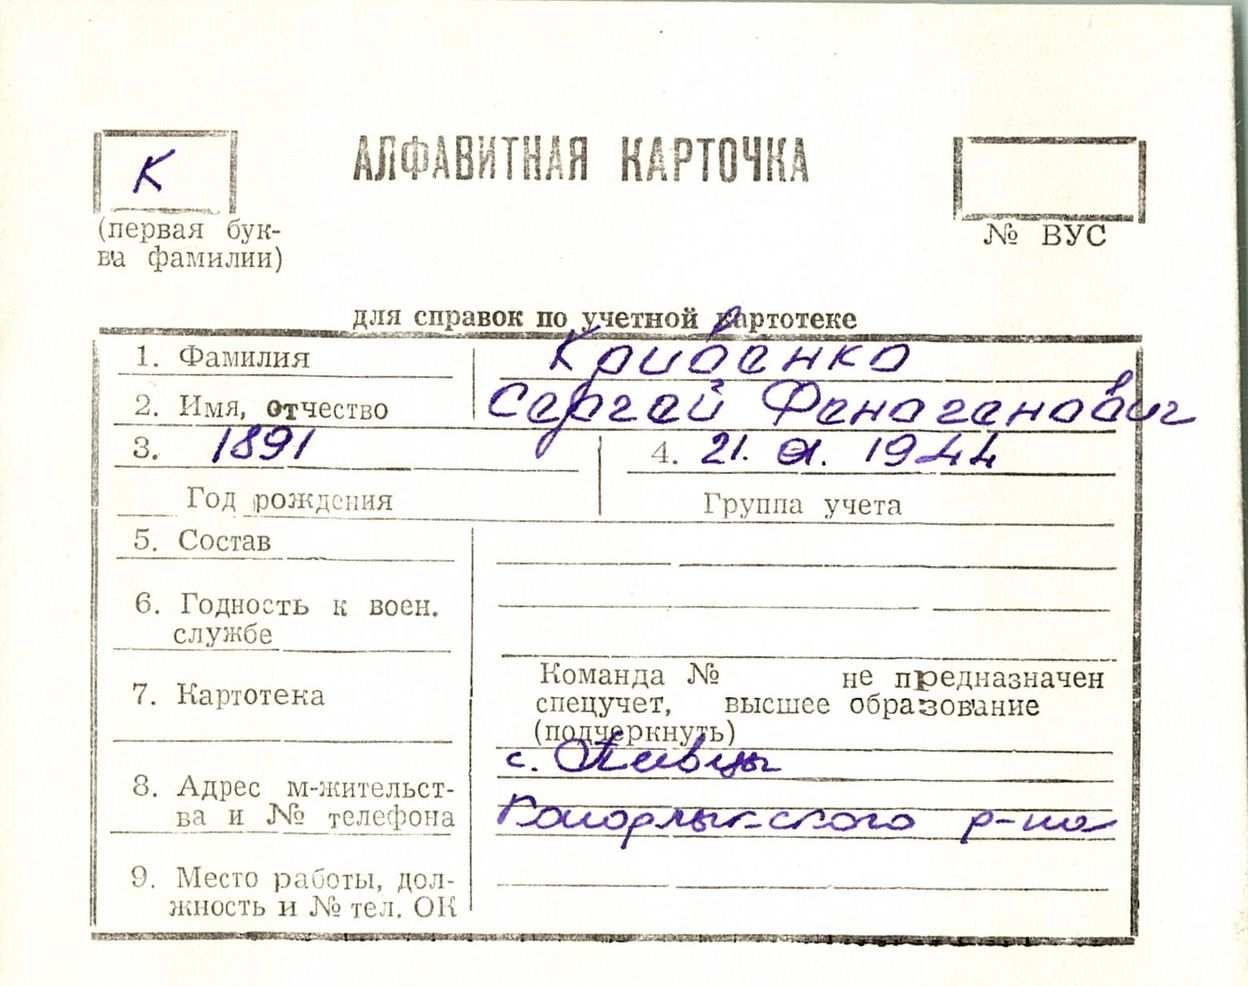 К
АЛФАВИТНАЯ КАРТОЧКА
(первая бук-
ва фамилии)
№ ВУС
для справок по учетной картотеке
1. Фамилия Кривенко
2. Имя, отчество Сергей Феногенович
3. 1891 4. 21. 01. 1944
Год рождения Группа учета
5. Состав
6. Годность к воен.
службе
7. Картотека
Команда № не предназначен
спецучет, высшее образование
(подчеркнуть)
8. Адрес м-жительст-
ва и № телефона
с. Пивцы
Кагарлыкского р-на
9. Место работы, дол-
жность и № тел. ОК